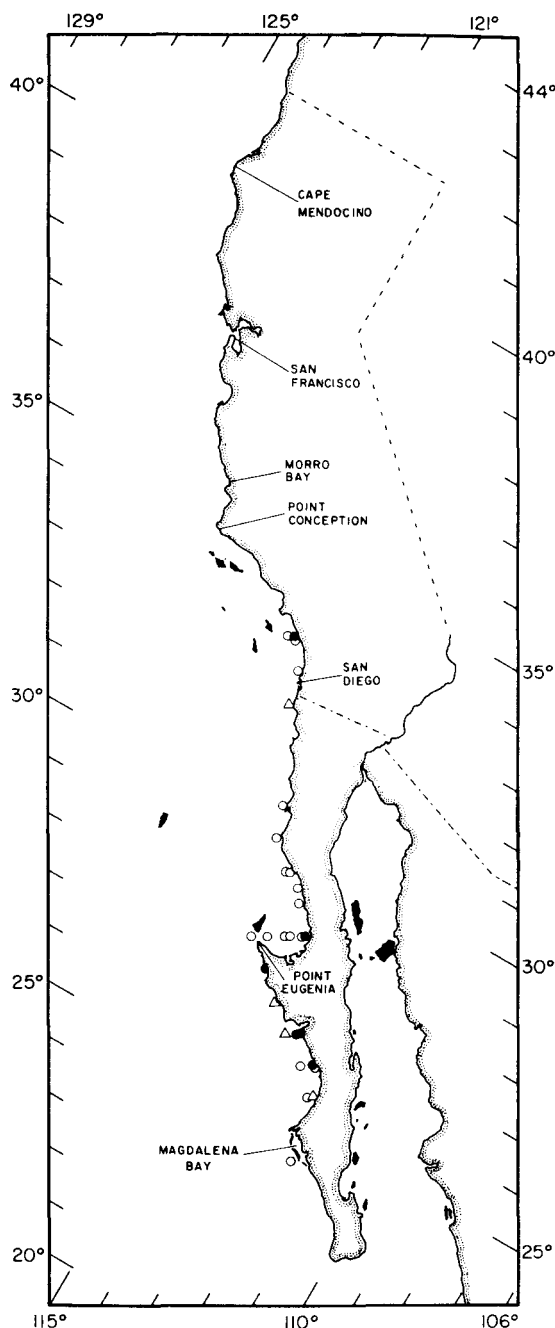 129°
125°
121°
40°
44°
CAPE
MENDOCINO
SAN
FRANCISCO
40°
35°
MORRO
BAY
POINT
CONCEPTION
SAN
DIEGO
35°
30°
POINT
EUGENIA
25°
30°
MAGDALENA
BAY
20°
25°
115°
110°
106°